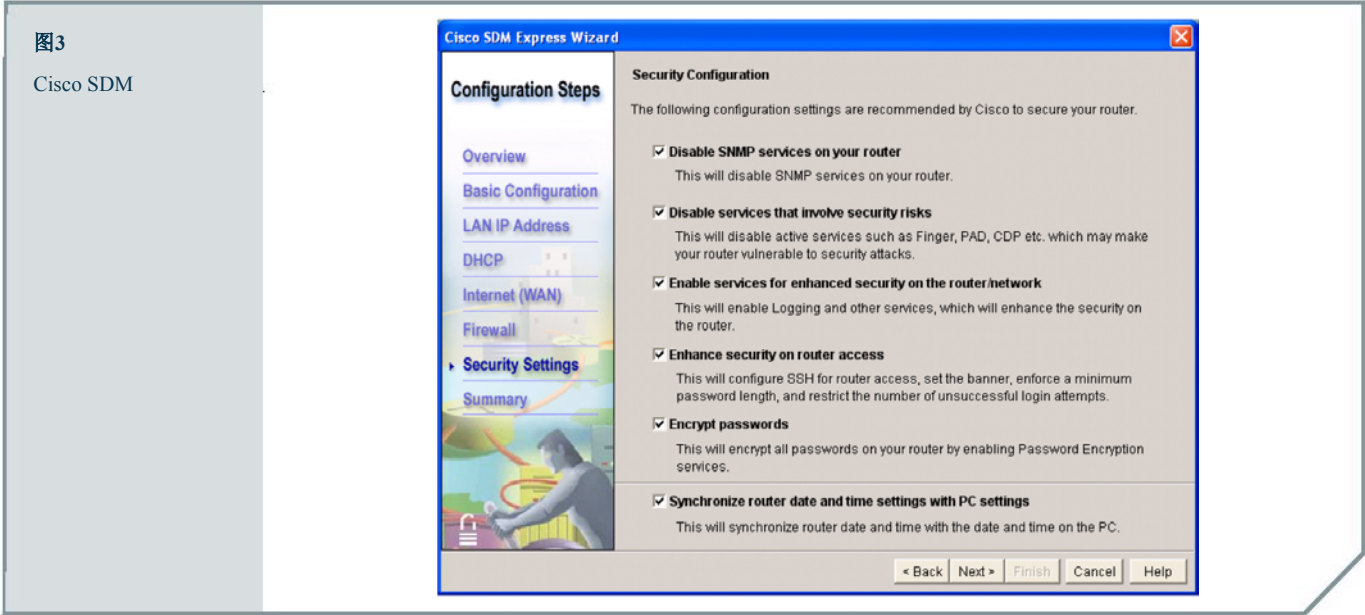 图3
Cisco SDM
Cisco SDM Express Wizard
Configuration Steps
Overview
Basic Configuration
LAN IP Address
DHCP
Internet (WAN)
Firewall
Security Settings
Summary
Security Configuration
The following configuration settings are recommended by Cisco to secure your router.
Disable SNMP services on your router
This will disable SNMP services on your router.
Disable services that involve security risks
This will disable active services such as Finger, PAD, CDP etc. which may make
your router vulnerable to security attacks.
Enable services for enhanced security on the router/network
This will enable Logging and other services, which will enhance the security on
the router.
Enhance security on router access
This will configure SSH for router access, set the banner, enforce a minimum
password length, and restrict the number of unsuccessful login attempts.
Encrypt passwords
This will encrypt all passwords on your router by enabling Password Encryption
services.
Synchronize router date and time settings with PC settings
This will synchronize router date and time with the date and time on the PC.
< Back Next > Finish Cancel Help